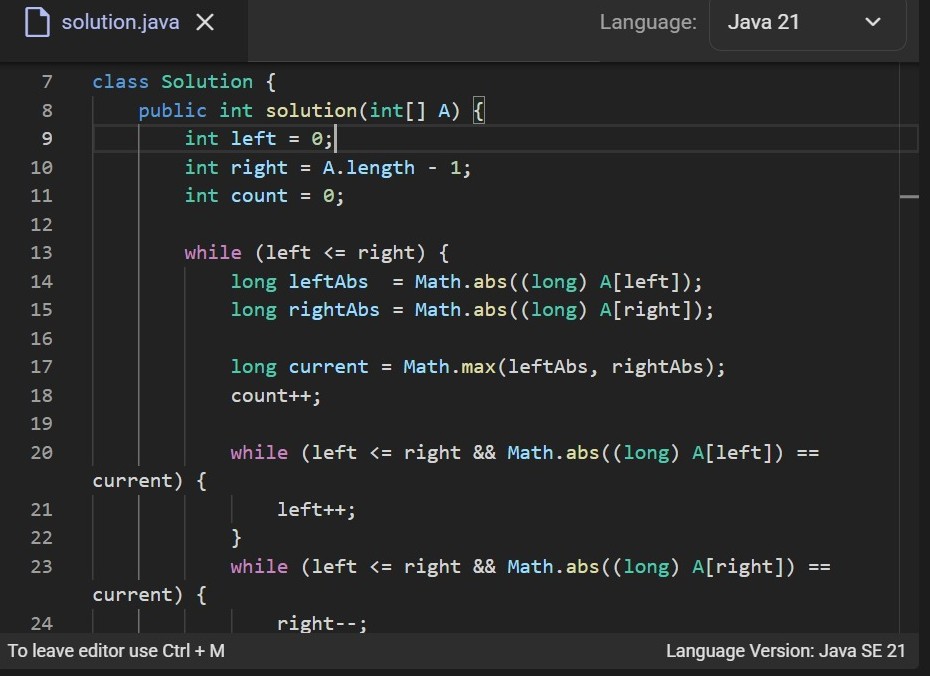 solution.java
Language: Java 21
7 class Solution {
8 public int solution(int[] A) {
9 int left = 0;
10 int right = A.length - 1;
11 int count = 0;
12
13 while (left <= right) {
14 long leftAbs  = Math.abs((long) A[left]);
15 long rightAbs = Math.abs((long) A[right]);
16
17 long current = Math.max(leftAbs, rightAbs);
18 count++;
19
20 while (left <= right && Math.abs((long) A[left]) ==
current) {
21 left++;
22 }
23 while (left <= right && Math.abs((long) A[right]) ==
current) {
24 right--;
To leave editor use Ctrl + M
Language Version: Java SE 21